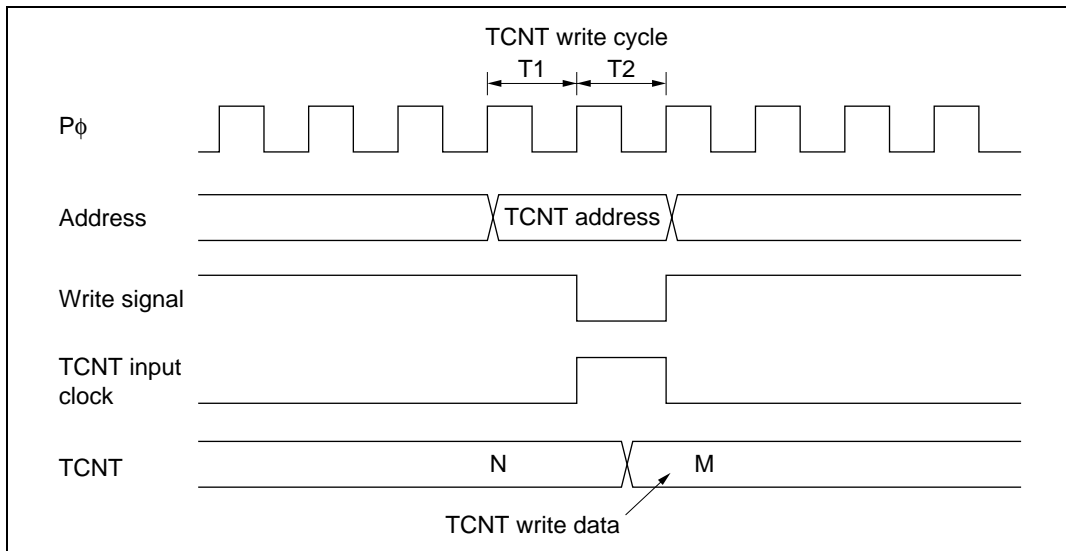 TCNT write cycle
T1 T2
Pϕ
Address
TCNT address
Write signal
TCNT input
clock
TCNT
N
M
TCNT write data